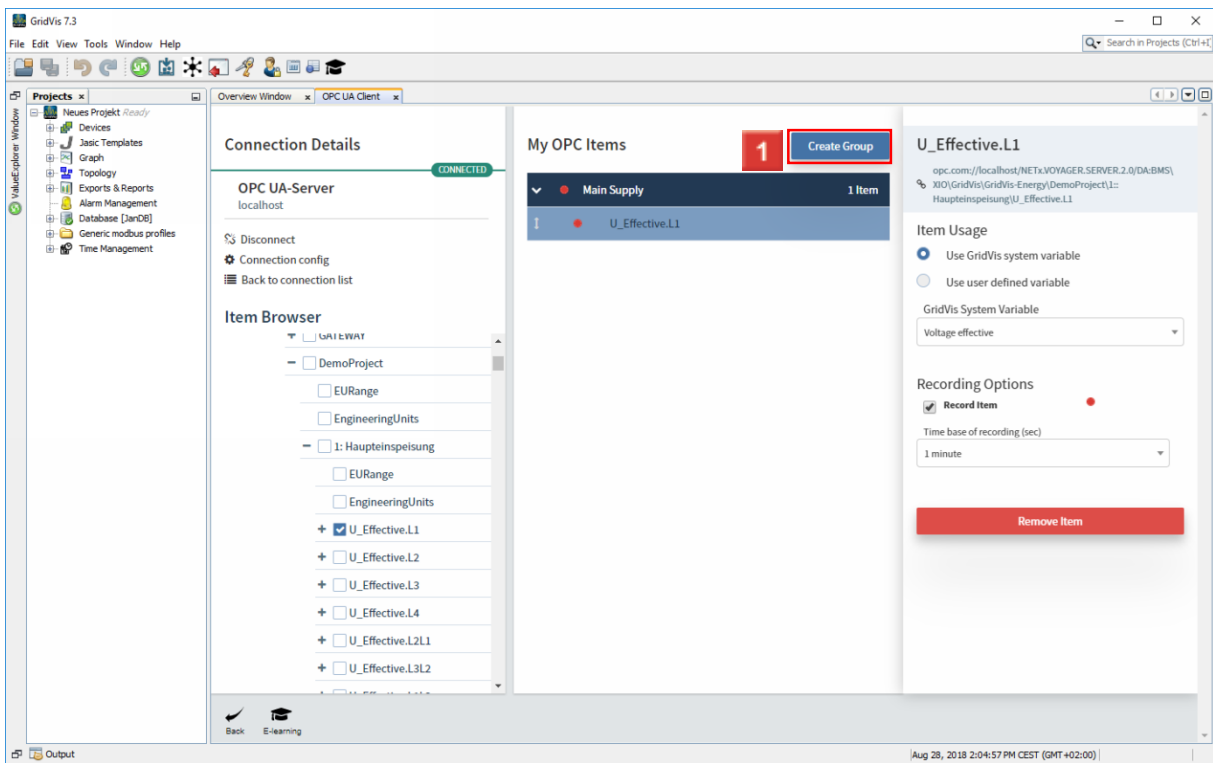 GridVis 7.3
File Edit View Tools Window Help
Search in Projects (Ctrl+I)
Projects
Overview Window
OPC UA Client
ValueExplorer Window
Neues Projekt Ready
Devices
Jasic Templates
Graph
Topology
Exports & Reports
Alarm Management
Database [JanDB]
Generic modbus profiles
Time Management
Connection Details
CONNECTED
OPC UA-Server
localhost
Disconnect
Connection config
Back to connection list
Item Browser
GATEWAY
DemoProject
EURange
EngineeringUnits
1: Haupteinspeisung
EURange
EngineeringUnits
U_Effective.L1
U_Effective.L2
U_Effective.L3
U_Effective.L4
U_Effective.L2L1
U_Effective.L3L2
My OPC Items
1
Create Group
Main Supply 1 Item
U_Effective.L1
U_Effective.L1
opc.com://localhost/NETx.VOYAGER.SERVER.2.0/DA:BMS\
XIO\GridVis\GridVis-Energy\DemoProject\1::
Haupteinspeisung\U_Effective.L1
Item Usage
Use GridVis system variable
Use user defined variable
GridVis System Variable
Voltage effective
Recording Options
Record Item
Time base of recording (sec)
1 minute
Remove Item
Back
E-learning
Output
Aug 28, 2018 2:04:57 PM CEST (GMT+02:00)